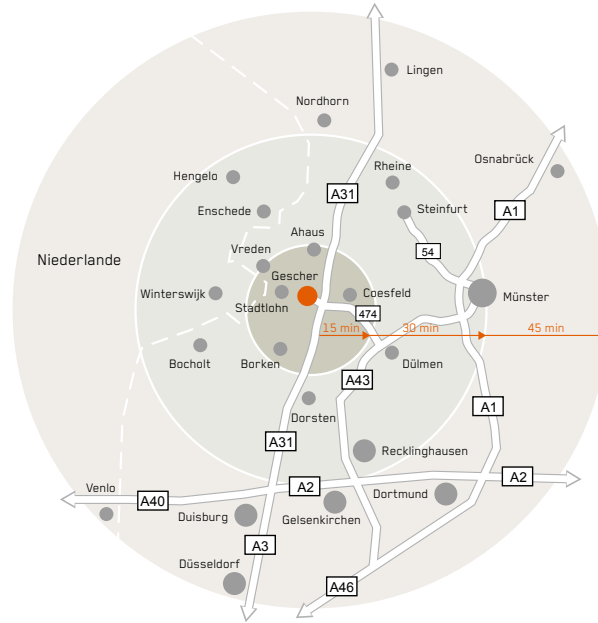 Lingen
Nordhorn
Osnabrück
Rheine
Hengelo
A31
Steinfurt
A1
Enschede
Ahaus
54
Vreden
Niederlande
Gescher
Winterswijk
Stadtlohn
Coesfeld
Münster
474
15 min
30 min
45 min
Bocholt
Borken
Dülmen
A43
Dorsten
A1
A31
Recklinghausen
A2
Venlo
A2
A40
Dortmund
Duisburg
Gelsenkirchen
A3
Düsseldorf
A46